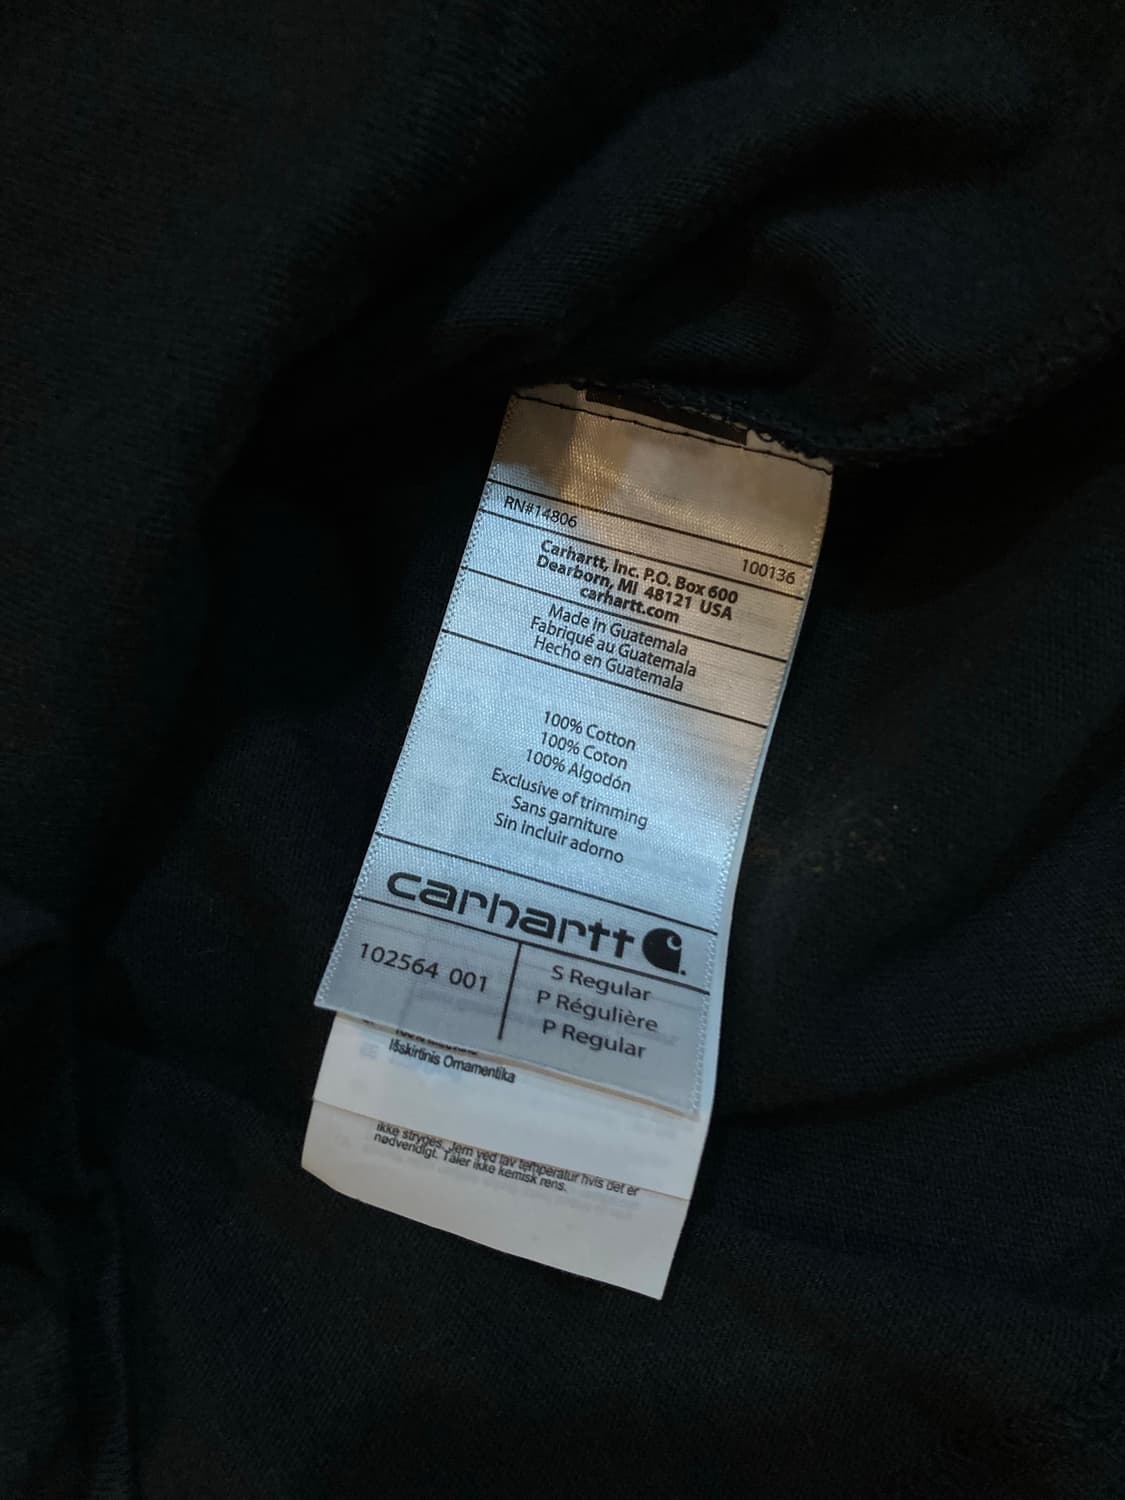 RN#14806
100136
Carhartt, Inc. P.O. Box 600
Dearborn, MI 48121 USA
carhartt.com
Made in Guatemala
Fabriqué au Guatemala
Hecho en Guatemala
100% Cotton
100% Coton
100% Algodón
Exclusive of trimming
Sans garniture
Sin incluir adorno
carhartt
102564 001
S Regular
P Régulière
P Regular
Išskirtinis Ornamentika
ikke stryges. Jern ved lav temperatur hvis det er
nødvendigt. Tåler ikke kemisk rens.